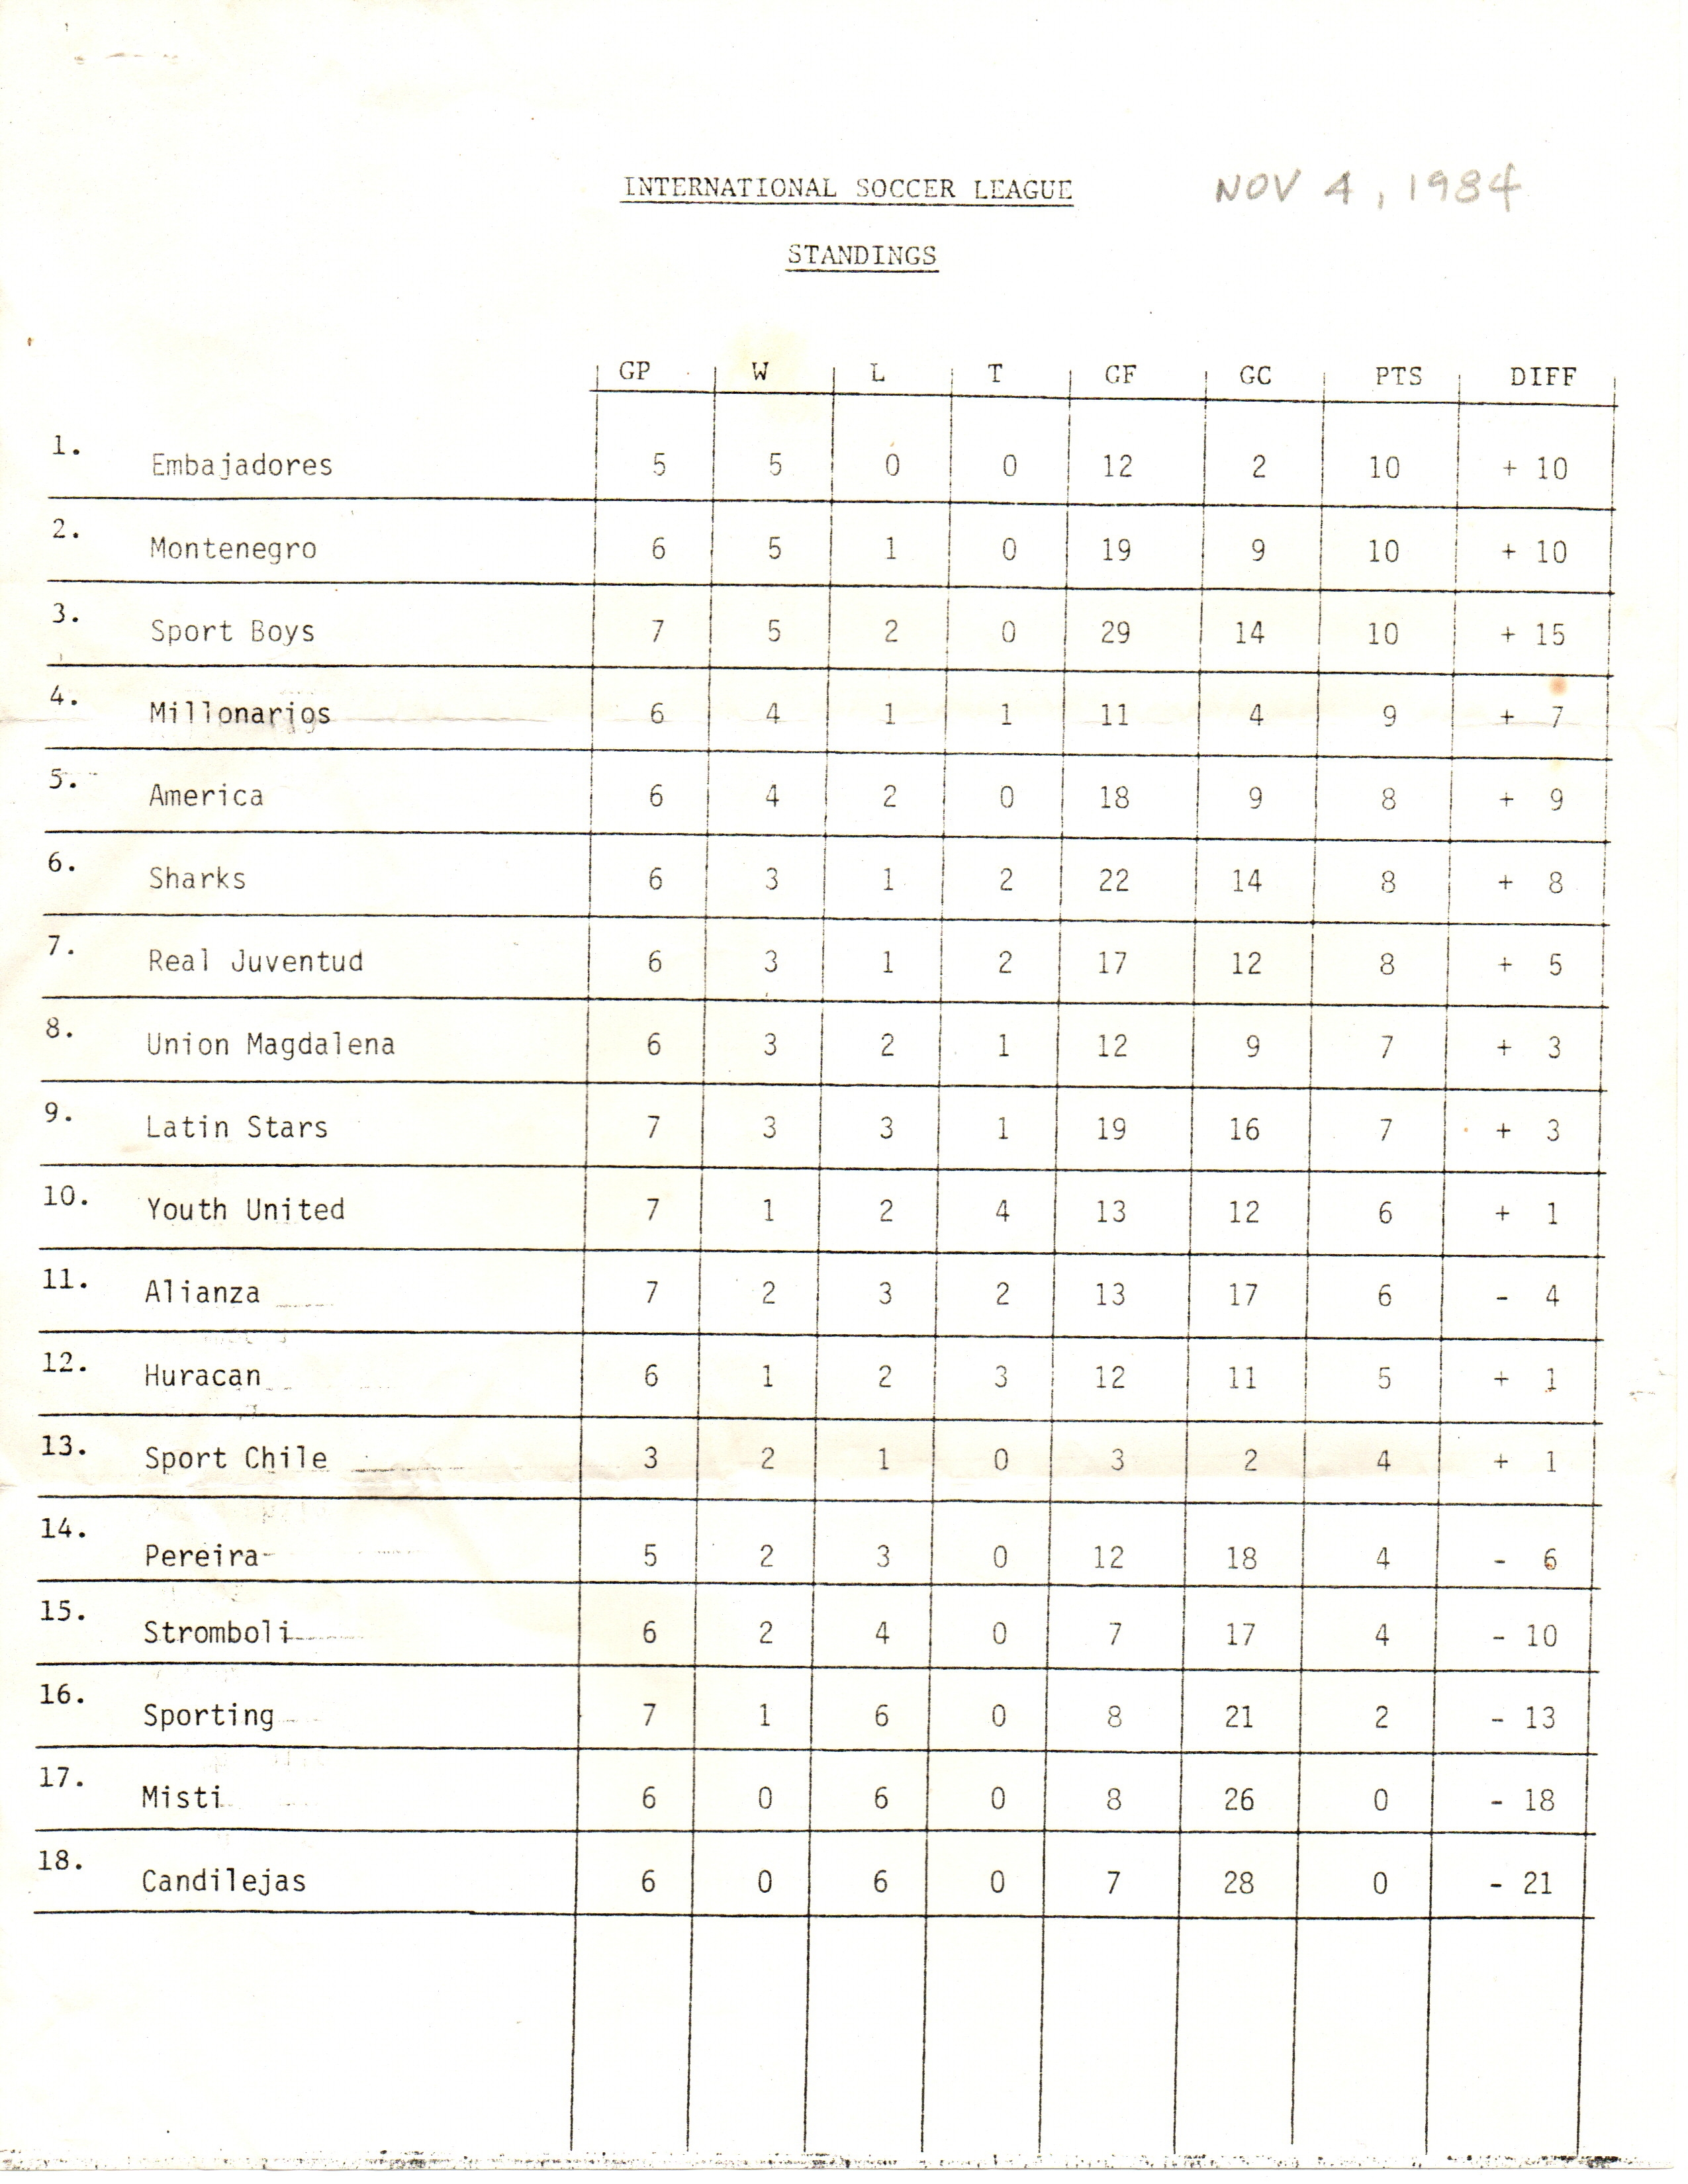 INTERNATIONAL SOCCER LEAGUE NOV 4, 1984
STANDINGS
GP W L T GF GC PTS DIFF
1. Embajadores 5 5 0 0 12 2 10 + 10
2. Montenegro 6 5 1 0 19 9 10 + 10
3. Sport Boys 7 5 2 0 29 14 10 + 15
4. Millonarios 6 4 1 1 11 4 9 + 7
5. America 6 4 2 0 18 9 8 + 9
6. Sharks 6 3 1 2 22 14 8 + 8
7. Real Juventud 6 3 1 2 17 12 8 + 5
8. Union Magdalena 6 3 2 1 12 9 7 + 3
9. Latin Stars 7 3 3 1 19 16 7 + 3
10. Youth United 7 1 2 4 13 12 6 + 1
11. Alianza 7 2 3 2 13 17 6 - 4
12. Huracan 6 1 2 3 12 11 5 + 1
13. Sport Chile 3 2 1 0 3 2 4 + 1
14. Pereira 5 2 3 0 12 18 4 - 6
15. Stromboli 6 2 4 0 7 17 4 - 10
16. Sporting 7 1 6 0 8 21 2 - 13
17. Misti 6 0 6 0 8 26 0 - 18
18. Candilejas 6 0 6 0 7 28 0 - 21